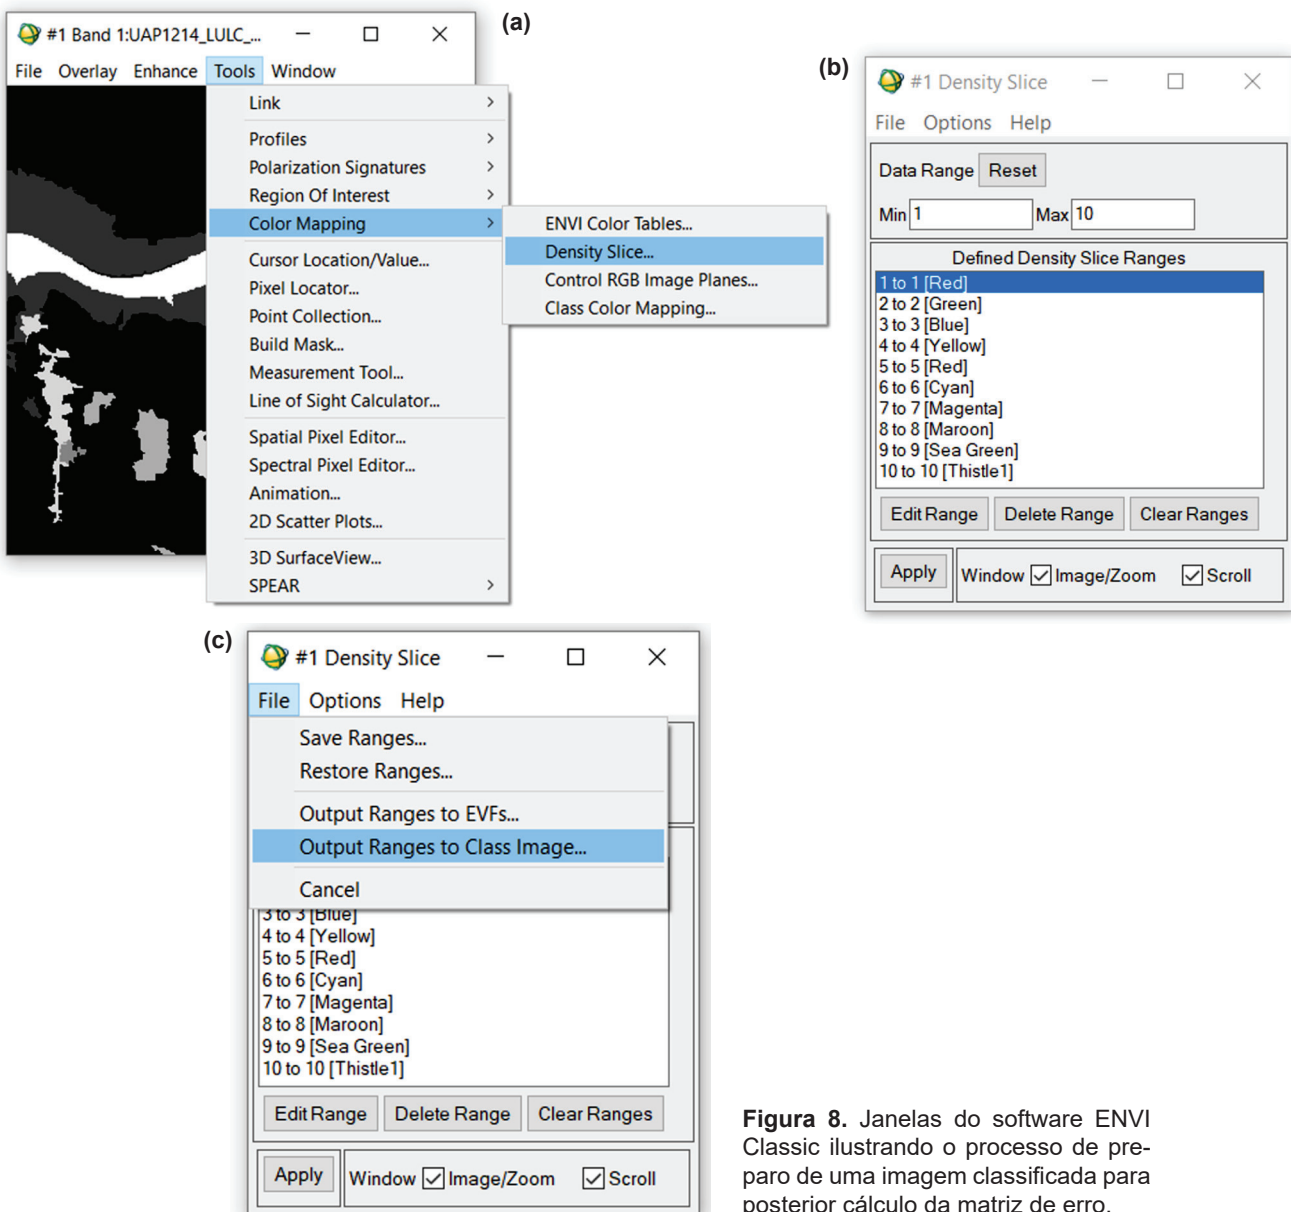 (a)
#1 Band 1:UAP1214_LULC_...
File Overlay Enhance Tools Window
Link
Profiles
Polarization Signatures
Region Of Interest
Color Mapping
Cursor Location/Value...
Pixel Locator...
Point Collection...
Build Mask...
Measurement Tool...
Line of Sight Calculator...
Spatial Pixel Editor...
Spectral Pixel Editor...
Animation...
2D Scatter Plots...
3D SurfaceView...
SPEAR
ENVI Color Tables...
Density Slice...
Control RGB Image Planes...
Class Color Mapping...
(b)
#1 Density Slice
File Options Help
Data Range Reset
Min 1 Max 10
Defined Density Slice Ranges
1 to 1 [Red]
2 to 2 [Green]
3 to 3 [Blue]
4 to 4 [Yellow]
5 to 5 [Red]
6 to 6 [Cyan]
7 to 7 [Magenta]
8 to 8 [Maroon]
9 to 9 [Sea Green]
10 to 10 [Thistle1]
Edit Range Delete Range Clear Ranges
Apply Window Image/Zoom Scroll
(c)
#1 Density Slice
File Options Help
Save Ranges...
Restore Ranges...
Output Ranges to EVFs...
Output Ranges to Class Image...
Cancel
3 to 3 [Blue]
4 to 4 [Yellow]
5 to 5 [Red]
6 to 6 [Cyan]
7 to 7 [Magenta]
8 to 8 [Maroon]
9 to 9 [Sea Green]
10 to 10 [Thistle1]
Edit Range Delete Range Clear Ranges
Apply Window Image/Zoom Scroll
Figura 8. Janelas do software ENVI
Classic ilustrando o processo de pre-
paro de uma imagem classificada para
posterior cálculo da matriz de erro.